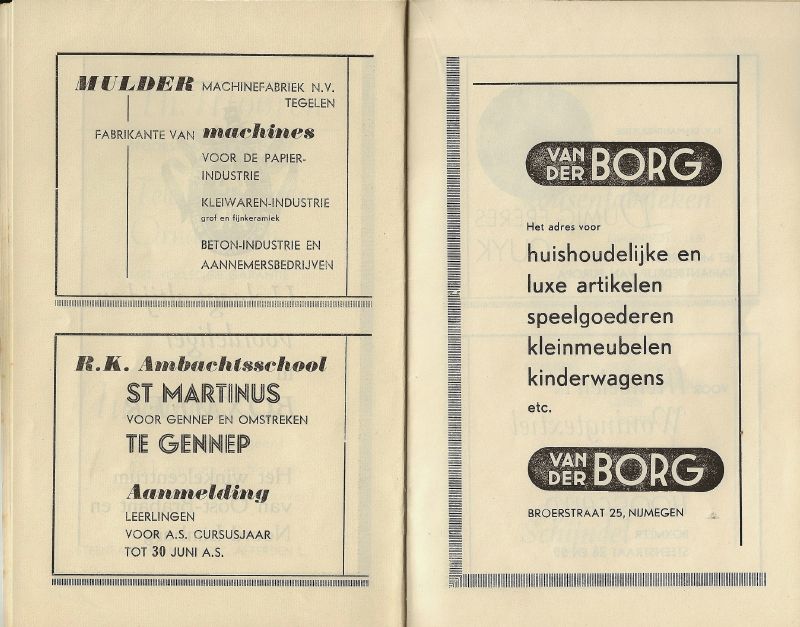 MULDER MACHINEFABRIEK N.V.
TEGELEN
FABRIKANTE VAN machines
VOOR DE PAPIER-
INDUSTRIE
KLEIWAREN-INDUSTRIE
grof en fijnkeramiek
BETON-INDUSTRIE EN
AANNEMERSBEDRIJVEN
R.K. Ambachtsschool
ST MARTINUS
VOOR GENNEP EN OMSTREKEN
TE GENNEP
Aanmelding
LEERLINGEN
VOOR A.S. CURSUSJAAR
TOT 30 JUNI A.S.
VAN DER BORG
Het adres voor
huishoudelijke en
luxe artikelen
speelgoederen
kleinmeubelen
kinderwagens
etc.
VAN DER BORG
BROERSTRAAT 25, NIJMEGEN